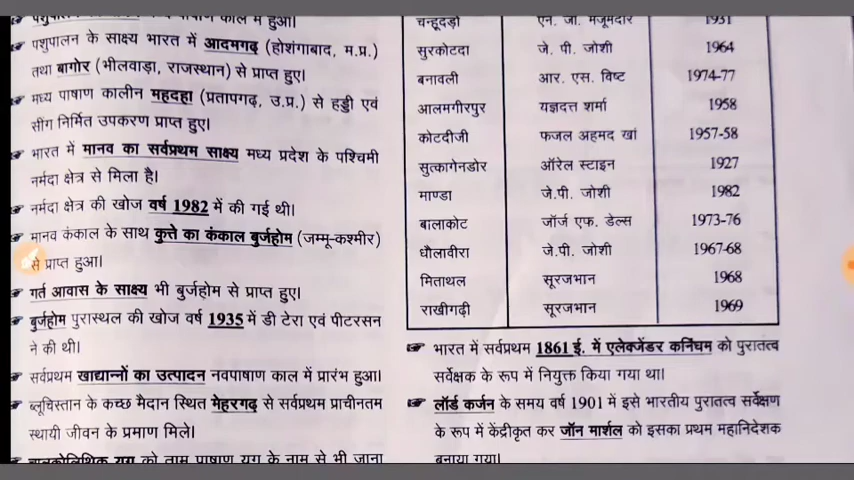 पशुपालन
पाषाण काल में हुआ।
पशुपालन के साक्ष्य भारत में आदमगढ़ (होशंगाबाद, म.प्र.)
तथा बागोर (भीलवाड़ा, राजस्थान) से प्राप्त हुए।
मध्य पाषाण कालीन महदहा (प्रतापगढ़, उ.प्र.) से हड्डी एवं
सींग निर्मित उपकरण प्राप्त हुए।
भारत में मानव का सर्वप्रथम साक्ष्य मध्य प्रदेश के पश्चिमी
नर्मदा क्षेत्र से मिला है।
नर्मदा क्षेत्र की खोज वर्ष 1982 में की गई थी।
मानव कंकाल के साथ कुत्ते का कंकाल बुर्जहोम (जम्मू-कश्मीर)
से प्राप्त हुआ।
गर्त आवास के साक्ष्य भी बुर्जहोम से प्राप्त हुए।
बुर्जहोम पुरास्थल की खोज वर्ष 1935 में डी टेरा एवं पीटरसन
ने की थी।
सर्वप्रथम खाद्यान्नों का उत्पादन नवपाषाण काल में प्रारंभ हुआ।
ब्लूचिस्तान के कच्छ मैदान स्थित मेहरगढ़ से सर्वप्रथम प्राचीनतम
स्थायी जीवन के प्रमाण मिले।
चालकोलिथिक युग को ताम्र पाषाण युग के नाम से भी जाना
चन्हूदड़ो एन. जी. मजूमदार 1931
सुरकोटदा जे. पी. जोशी 1964
बनावली आर. एस. विष्ट 1974-77
आलमगीरपुर यज्ञदत्त शर्मा 1958
कोटदीजी फजल अहमद खां 1957-58
सुत्कागेनडोर ऑरेल स्टाइन 1927
माण्डा जे.पी. जोशी 1982
बालाकोट जॉर्ज एफ. डेल्स 1973-76
धौलावीरा जे.पी. जोशी 1967-68
मिताथल सूरजभान 1968
राखीगढ़ी सूरजभान 1969
भारत में सर्वप्रथम 1861 ई. में एलेक्जेंडर कनिंघम को पुरातत्व
सर्वेक्षक के रूप में नियुक्त किया गया था।
लॉर्ड कर्जन के समय वर्ष 1901 में इसे भारतीय पुरातत्व सर्वेक्षण
के रूप में केंद्रीकृत कर जॉन मार्शल को इसका प्रथम महानिदेशक
बनाया गया।